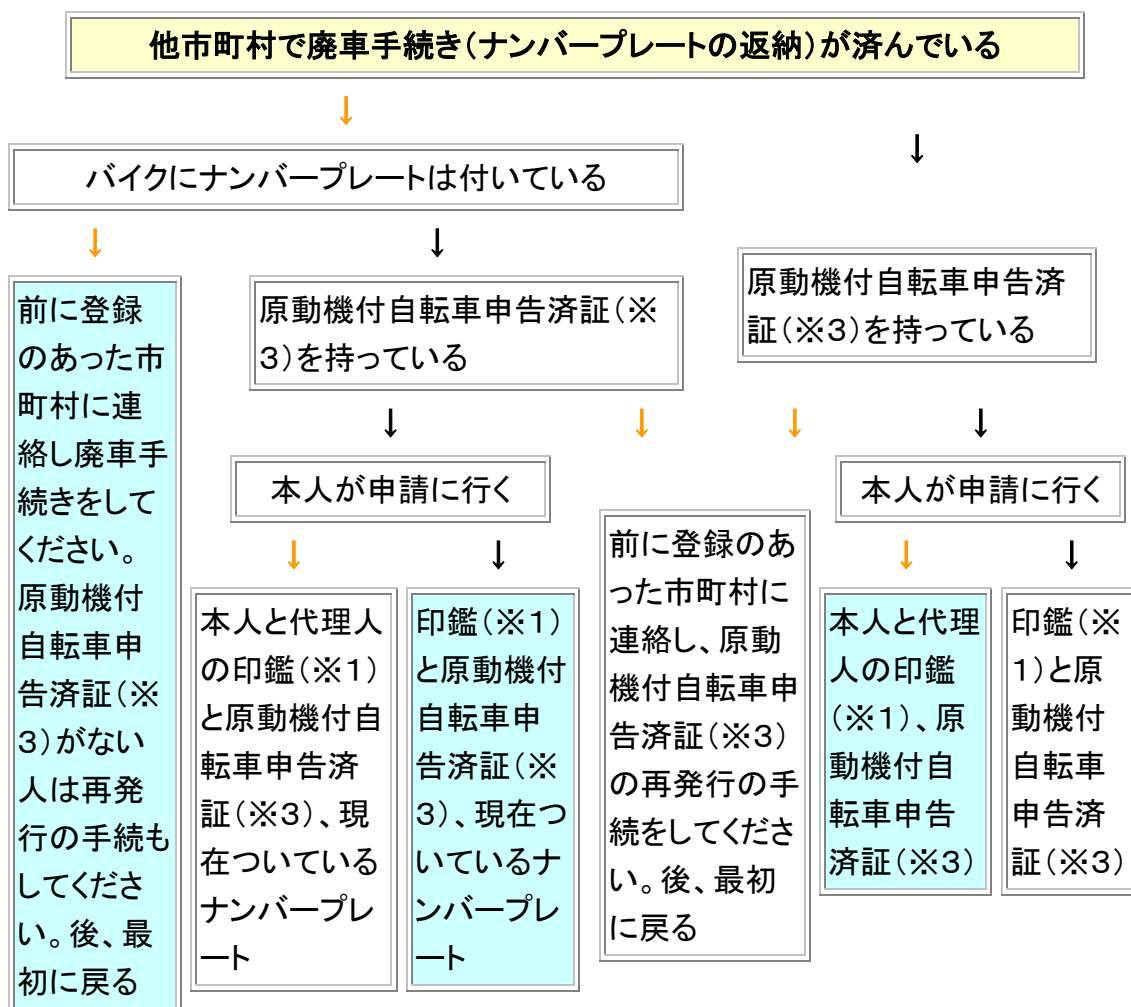 他市町村で廃車手続き(ナンバープレートの返納)が済んでいる
↓
↓
バイクにナンバープレートは付いている
↓
↓
前に登録
のあった市
町村に連
絡し廃車手
続きをして
ください。
原動機付
自転車申
告済証(※
3)がない
人は再発
行の手続も
してくださ
い。後、最
初に戻る
原動機付自転車申告済証(※
3)を持っている
原動機付自転車申告済
証(※3)を持っている
↓
↓
↓
↓
本人が申請に行く
本人が申請に行く
↓
↓
本人と代理人
の印鑑(※1)
と原動機付自
転車申告済
証(※3)、現
在ついている
ナンバープレ
ート
印鑑(※1)
と原動機付
自転車申
告済証(※
3)、現在つ
いているナ
ンバープレ
ート
前に登録のあ
った市町村に
連絡し、原動
機付自転車申
告済証(※3)
の再発行の手
続をしてくださ
い。後、最初
に戻る
↓
↓
本人と代理
人の印鑑
(※1)、原
動機付自
転車申告
済証(※3)
印鑑(※
1)と原
動機付
自転車
申告済
証(※3)